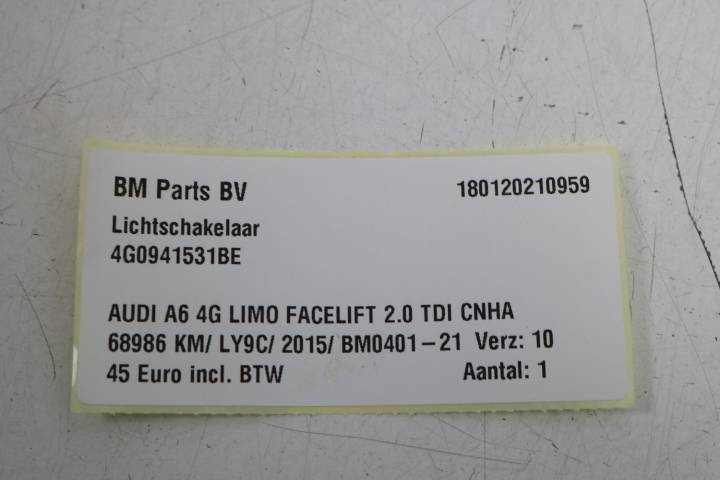 BM Parts BV 180120210959
Lichtschakelaar
4G0941531BE
AUDI A6 4G LIMO FACELIFT 2.0 TDI CNHA
68986 KM/ LY9C/ 2015/ BM0401-21 Verz: 10
45 Euro incl. BTW Aantal: 1